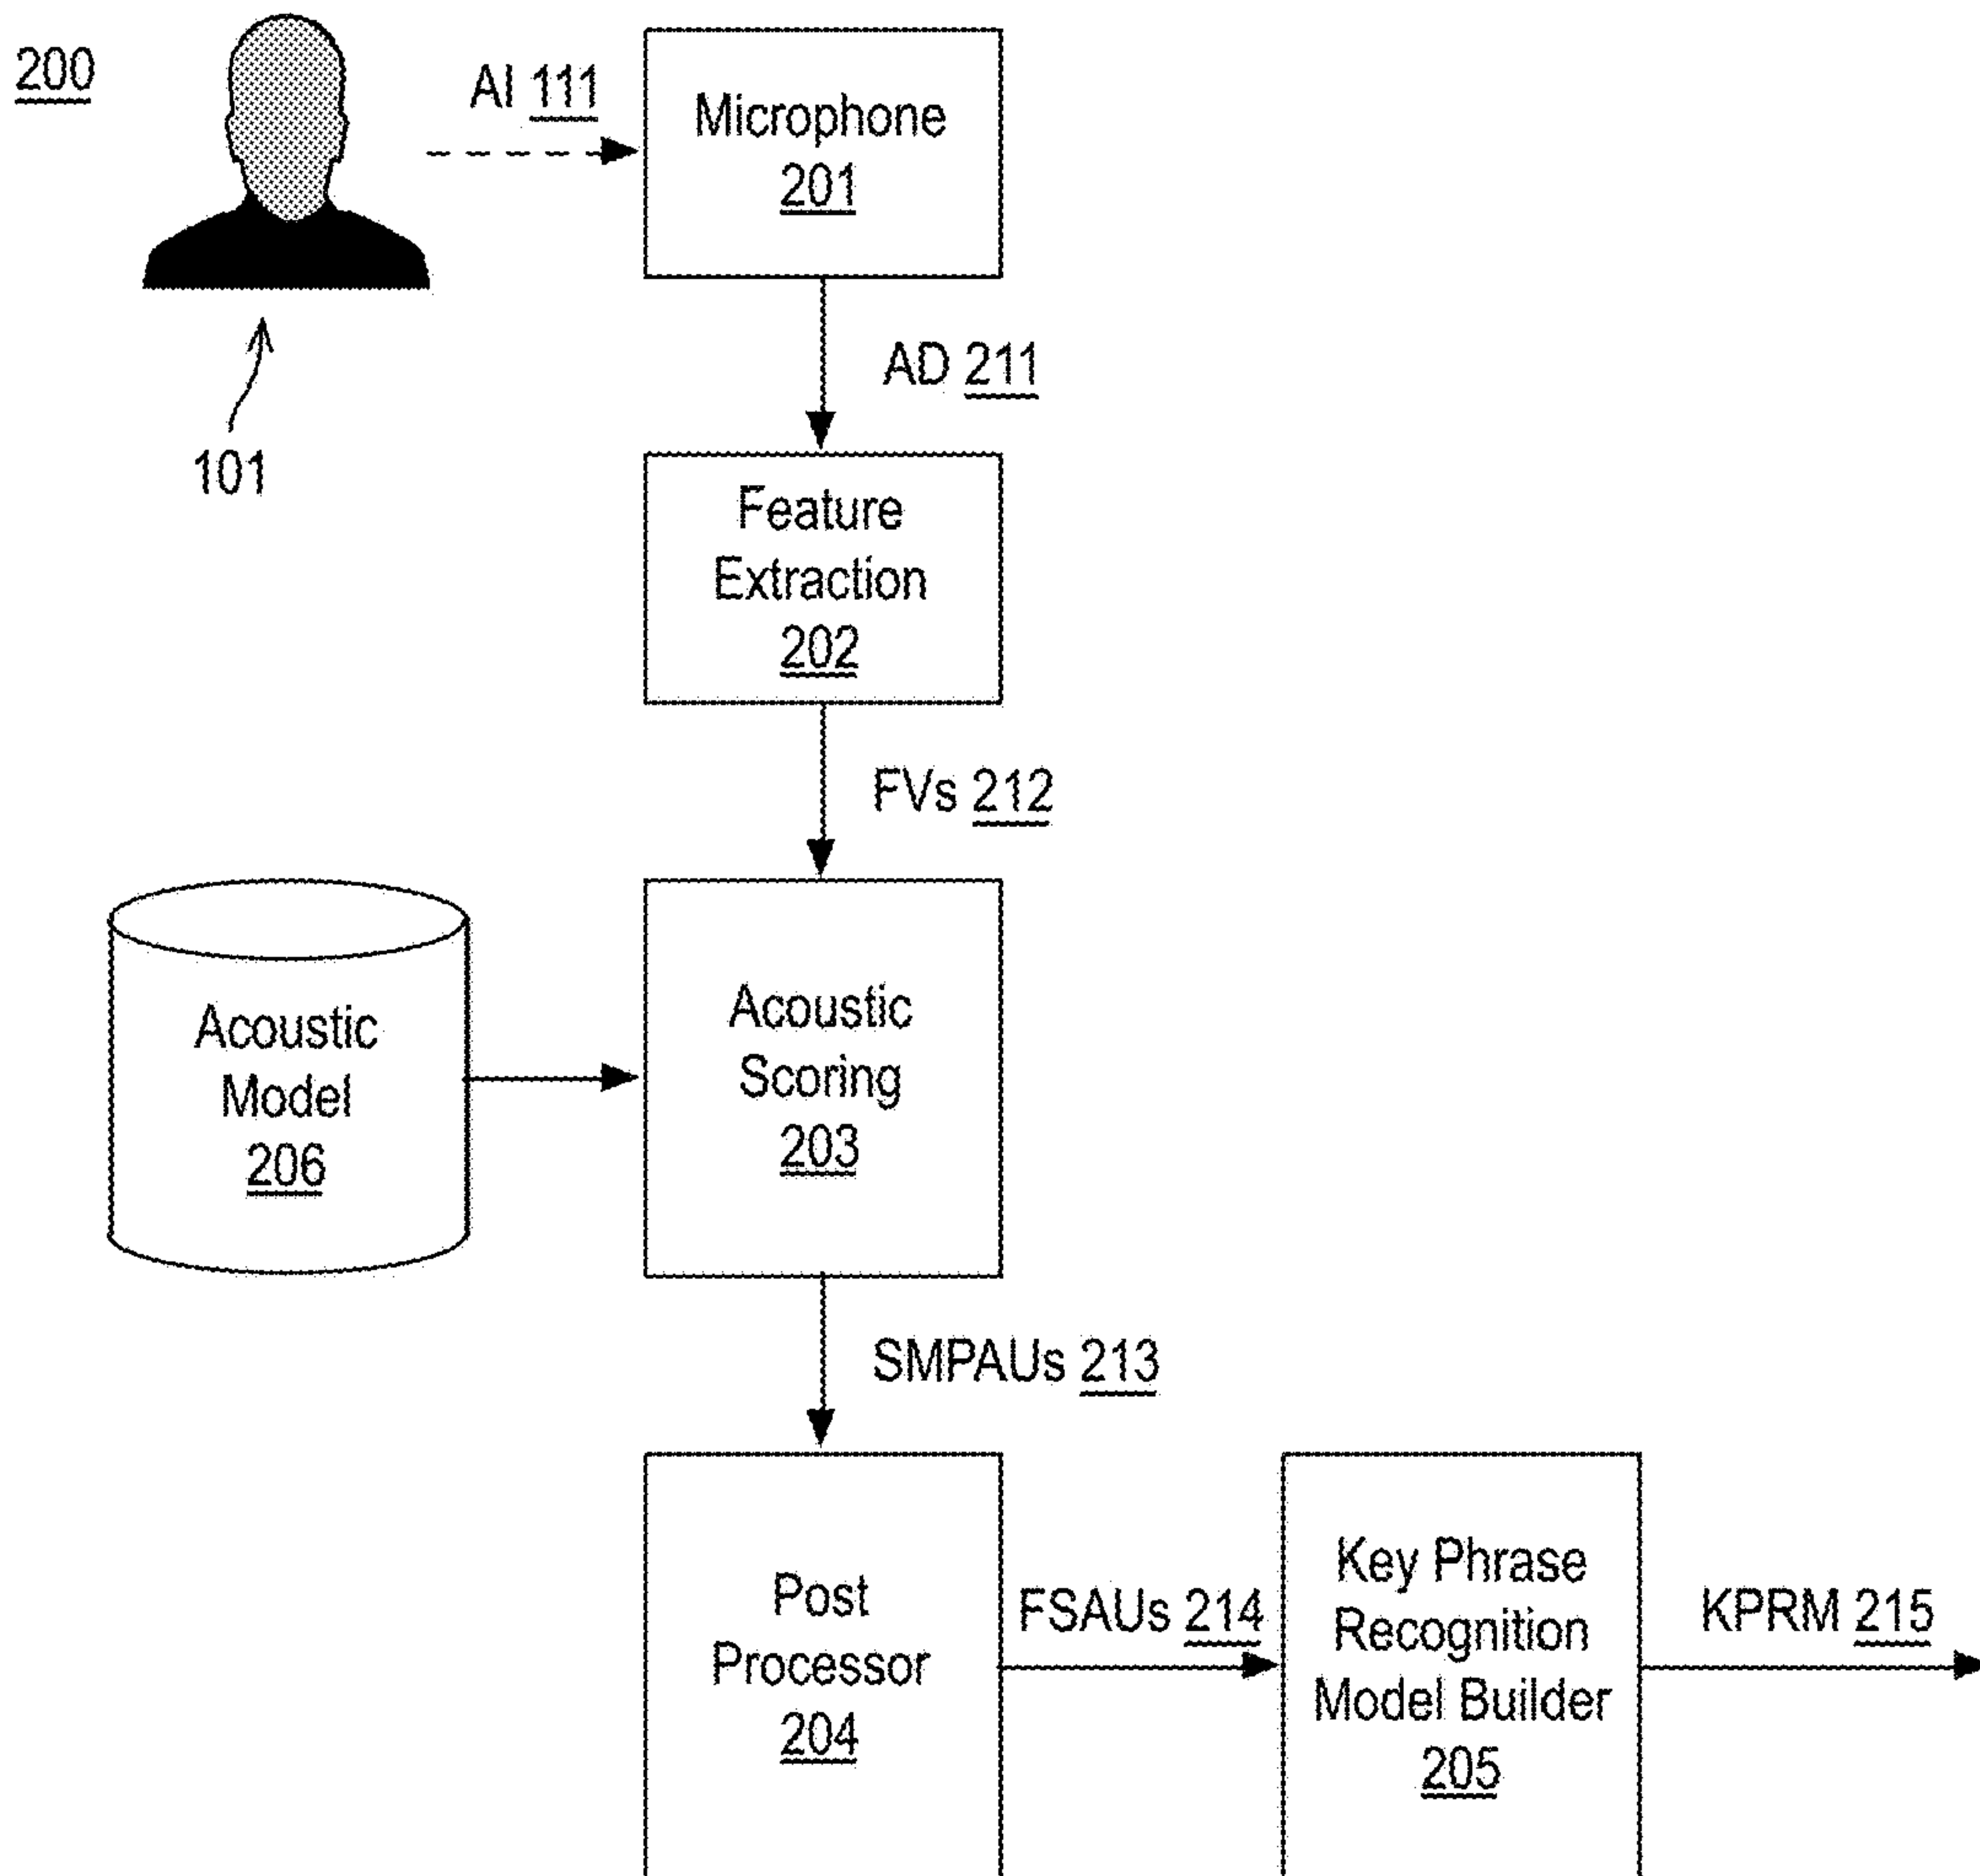 200
AI 111
Microphone
201
101
AD 211
Feature
Extraction
202
FVs 212
Acoustic
Model
206
Acoustic
Scoring
203
SMPAUs 213
Post
Processor
204
FSAUs 214
Key Phrase
Recognition
Model Builder
205
KPRM 215